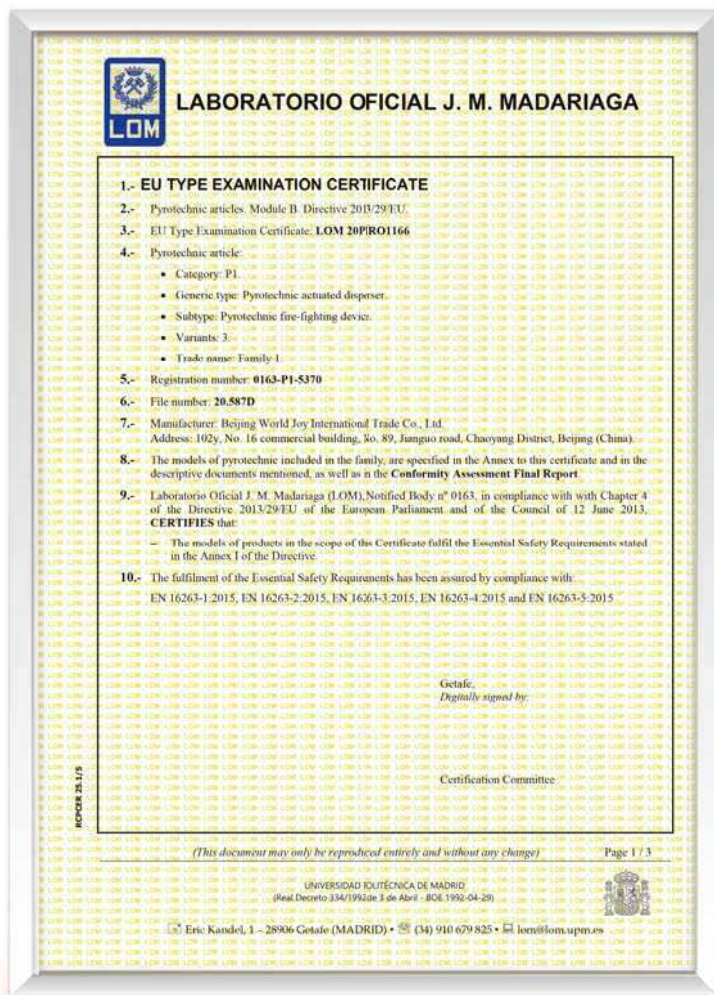 LOM
LABORATORIO OFICIAL J. M. MADARIAGA
1.- EU TYPE EXAMINATION CERTIFICATE
2.- Pyrotechnic articles. Module B. Directive 2013/29/EU.
3.- EU Type Examination Certificate: LOM 20PIRO1166
4.- Pyrotechnic article:
• Category: P1.
• Generic type: Pyrotechnic actuated disperser.
• Subtype: Pyrotechnic fire-fighting device.
• Variants: 3.
• Trade name: Family 1.
5.- Registration number: 0163-P1-5370
6.- File number: 20.587D
7.- Manufacturer: Beijing World Joy International Trade Co., Ltd.
Address: 102y, No. 16 commercial building, No. 89, Jianguo road, Chaoyang District, Beijing (China).
8.- The models of pyrotechnic included in the family, are specified in the Annex to this certificate and in the
descriptive documents mentioned, as well as in the Conformity Assessment Final Report.
9.- Laboratorio Oficial J. M. Madariaga (LOM), Notified Body nº 0163, in compliance with with Chapter 4
of the Directive 2013/29/EU of the European Parliament and of the Council of 12 June 2013,
CERTIFIES that:
– The models of products in the scope of this Certificate fulfil the Essential Safety Requirements stated
in the Annex I of the Directive.
10.- The fulfilment of the Essential Safety Requirements has been assured by compliance with:
EN 16263-1:2015, EN 16263-2:2015, EN 16263-3:2015, EN 16263-4:2015 and EN 16263-5:2015
Getafe,
Digitally signed by:
Certification Committee
RCPCER 25.1/5
(This document may only be reproduced entirely and without any change) Page 1 / 3
UNIVERSIDAD POLITÉCNICA DE MADRID
(Real Decreto 334/1992de 3 de Abril - BOE 1992-04-29)
Eric Kandel, 1 – 28906 Getafe (MADRID) • (34) 910 679 825 • lom@lom.upm.es